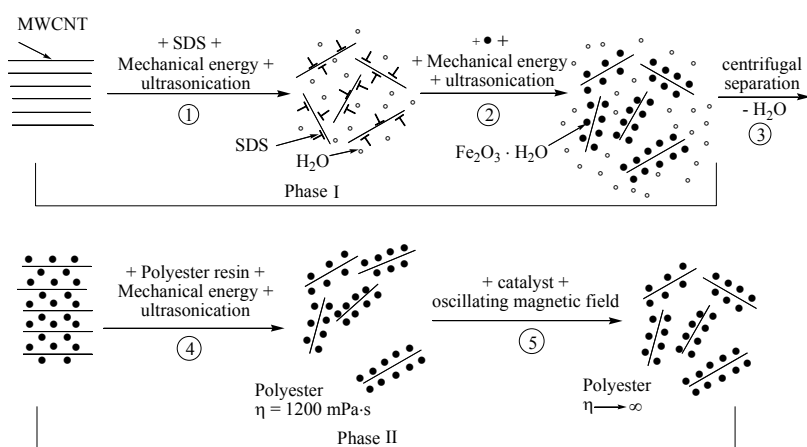 MWCNT
+ SDS +
Mechanical energy +
ultrasonication
①
SDS
H₂O
+ ● +
+ Mechanical energy
+ ultrasonication
②
Fe₂O₃ · H₂O
centrifugal
separation
- H₂O
③
Phase I
+ Polyester resin +
Mechanical energy +
ultrasonication
④
Polyester
η = 1200 mPa·s
+ catalyst +
oscillating magnetic field
⑤
Polyester
η → ∞
Phase II